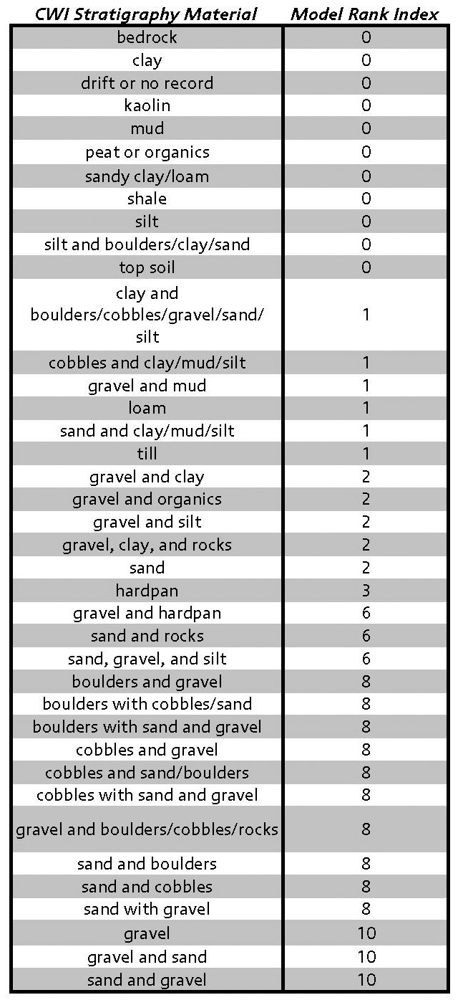 CWI Stratigraphy Material Model Rank Index
bedrock 0
clay 0
drift or no record 0
kaolin 0
mud 0
peat or organics 0
sandy clay/loam 0
shale 0
silt 0
silt and boulders/clay/sand 0
top soil 0
clay and
boulders/cobbles/gravel/sand/ 1
silt
cobbles and clay/mud/silt 1
gravel and mud 1
loam 1
sand and clay/mud/silt 1
till 1
gravel and clay 2
gravel and organics 2
gravel and silt 2
gravel, clay, and rocks 2
sand 2
hardpan 3
gravel and hardpan 6
sand and rocks 6
sand, gravel, and silt 6
boulders and gravel 8
boulders with cobbles/sand 8
boulders with sand and gravel 8
cobbles and gravel 8
cobbles and sand/boulders 8
cobbles with sand and gravel 8
gravel and boulders/cobbles/rocks 8
sand and boulders 8
sand and cobbles 8
sand with gravel 8
gravel 10
gravel and sand 10
sand and gravel 10